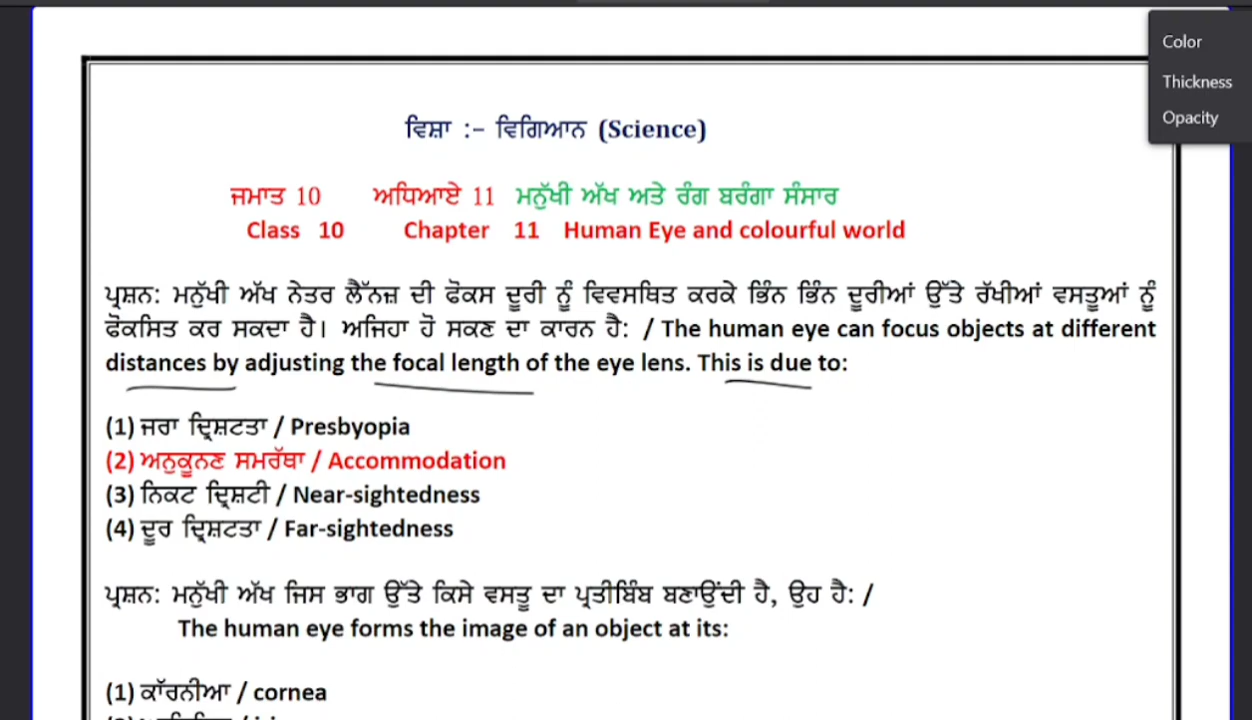 Color
Thickness
Opacity
ਵਿਸ਼ਾ :- ਵਿਗਿਆਨ (Science)
ਜਮਾਤ 10 ਅਧਿਆਏ 11 ਮਨੁੱਖੀ ਅੱਖ ਅਤੇ ਰੰਗ ਬਰੰਗਾ ਸੰਸਾਰ
Class 10 Chapter 11 Human Eye and colourful world
ਪ੍ਰਸ਼ਨ: ਮਨੁੱਖੀ ਅੱਖ ਨੇਤਰ ਲੈੱਨਜ਼ ਦੀ ਫੋਕਸ ਦੂਰੀ ਨੂੰ ਵਿਵਸਥਿਤ ਕਰਕੇ ਭਿੰਨ ਭਿੰਨ ਦੂਰੀਆਂ ਉੱਤੇ ਰੱਖੀਆਂ ਵਸਤੂਆਂ ਨੂੰ
ਫੋਕਸਿਤ ਕਰ ਸਕਦਾ ਹੈ। ਅਜਿਹਾ ਹੋ ਸਕਣ ਦਾ ਕਾਰਨ ਹੈ: / The human eye can focus objects at different
distances by adjusting the focal length of the eye lens. This is due to:
(1) ਜਰਾ ਦ੍ਰਿਸ਼ਟਤਾ / Presbyopia
(2) ਅਨੁਕੂਨਣ ਸਮਰੱਥਾ / Accommodation
(3) ਨਿਕਟ ਦ੍ਰਿਸ਼ਟੀ / Near-sightedness
(4) ਦੂਰ ਦ੍ਰਿਸ਼ਟਤਾ / Far-sightedness
ਪ੍ਰਸ਼ਨ: ਮਨੁੱਖੀ ਅੱਖ ਜਿਸ ਭਾਗ ਉੱਤੇ ਕਿਸੇ ਵਸਤੂ ਦਾ ਪ੍ਰਤੀਬਿੰਬ ਬਣਾਉਂਦੀ ਹੈ, ਉਹ ਹੈ: /
The human eye forms the image of an object at its:
(1) ਕਾੱਰਨੀਆ / cornea